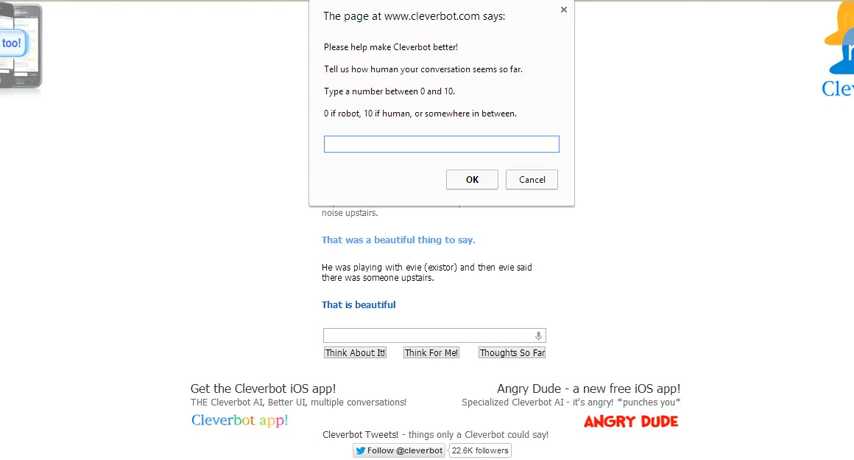 The page at www.cleverbot.com says:
Please help make Cleverbot better!
Tell us how human your conversation seems so far.
Type a number between 0 and 10.
0 if robot, 10 if human, or somewhere in between.
OK
Cancel
too!
Cle
noise upstairs.
That was a beautiful thing to say.
He was playing with evie (existor) and then evie said
there was someone upstairs.
That is beautiful
Think About It!
Think For Me!
Thoughts So Far
Get the Cleverbot iOS app!
THE Cleverbot AI, Better UI, multiple conversations!
Cleverbot app!
Angry Dude - a new free iOS app!
Specialized Cleverbot AI - it's angry! *punches you*
ANGRY DUDE
Cleverbot Tweets! - things only a Cleverbot could say!
Follow @cleverbot
22.6K followers